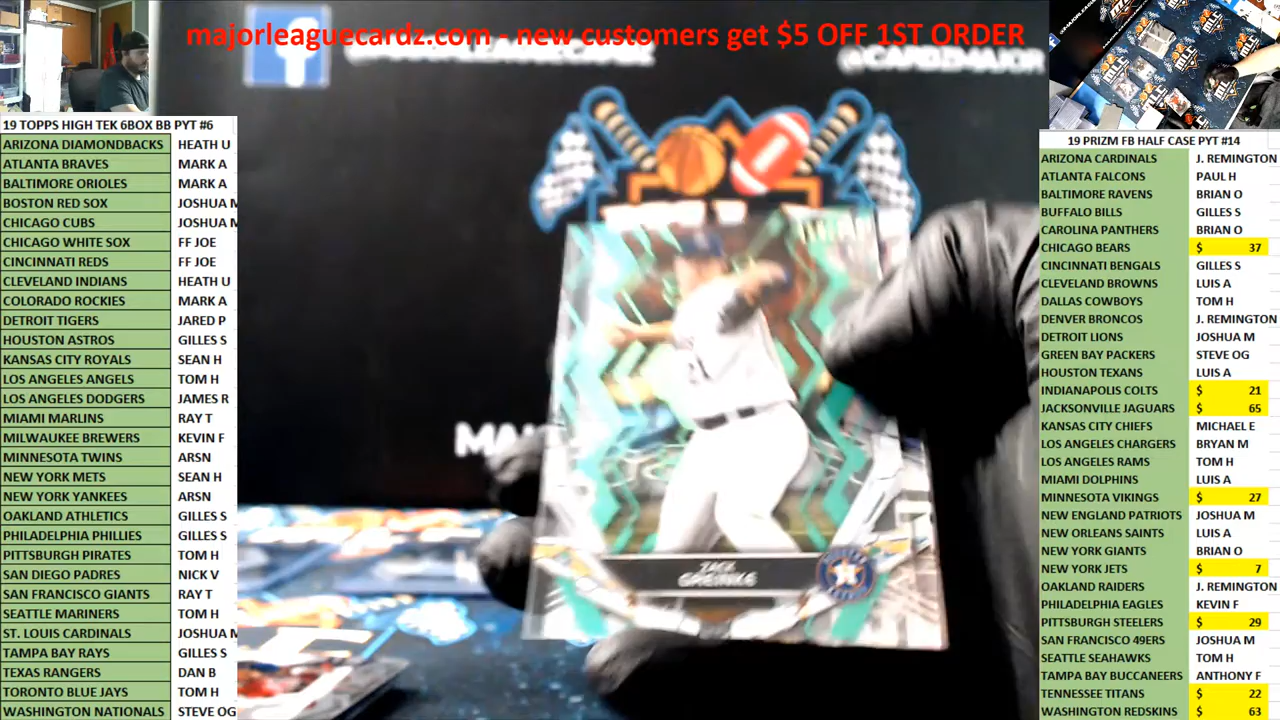 majorleaguecardz.com - new customers get $5 OFF 1ST ORDER
@CARDZMAJOR
19 TOPPS HIGH TEK 6BOX BB PYT #6
ARIZONA DIAMONDBACKS HEATH U
ATLANTA BRAVES MARK A
BALTIMORE ORIOLES MARK A
BOSTON RED SOX JOSHUA M
CHICAGO CUBS JOSHUA M
CHICAGO WHITE SOX FF JOE
CINCINNATI REDS FF JOE
CLEVELAND INDIANS HEATH U
COLORADO ROCKIES MARK A
DETROIT TIGERS JARED P
HOUSTON ASTROS GILLES S
KANSAS CITY ROYALS SEAN H
LOS ANGELES ANGELS TOM H
LOS ANGELES DODGERS JAMES R
MIAMI MARLINS RAY T
MILWAUKEE BREWERS KEVIN F
MINNESOTA TWINS ARSN
NEW YORK METS SEAN H
NEW YORK YANKEES ARSN
OAKLAND ATHLETICS GILLES S
PHILADELPHIA PHILLIES GILLES S
PITTSBURGH PIRATES TOM H
SAN DIEGO PADRES NICK V
SAN FRANCISCO GIANTS RAY T
SEATTLE MARINERS TOM H
ST. LOUIS CARDINALS JOSHUA M
TAMPA BAY RAYS GILLES S
TEXAS RANGERS DAN B
TORONTO BLUE JAYS TOM H
WASHINGTON NATIONALS STEVE OG
ZACK
GREINKE
19 PRIZM FB HALF CASE PYT #14
ARIZONA CARDINALS J. REMINGTON
ATLANTA FALCONS PAUL H
BALTIMORE RAVENS BRIAN O
BUFFALO BILLS GILLES S
CAROLINA PANTHERS BRIAN O
CHICAGO BEARS $ 37
CINCINNATI BENGALS GILLES S
CLEVELAND BROWNS LUIS A
DALLAS COWBOYS TOM H
DENVER BRONCOS J. REMINGTON
DETROIT LIONS JOSHUA M
GREEN BAY PACKERS STEVE OG
HOUSTON TEXANS LUIS A
INDIANAPOLIS COLTS $ 21
JACKSONVILLE JAGUARS $ 65
KANSAS CITY CHIEFS MICHAEL E
LOS ANGELES CHARGERS BRYAN M
LOS ANGELES RAMS TOM H
MIAMI DOLPHINS LUIS A
MINNESOTA VIKINGS $ 27
NEW ENGLAND PATRIOTS JOSHUA M
NEW ORLEANS SAINTS LUIS A
NEW YORK GIANTS BRIAN O
NEW YORK JETS $ 7
OAKLAND RAIDERS J. REMINGTON
PHILADELPHIA EAGLES KEVIN F
PITTSBURGH STEELERS $ 29
SAN FRANCISCO 49ERS JOSHUA M
SEATTLE SEAHAWKS TOM H
TAMPA BAY BUCCANEERS ANTHONY F
TENNESSEE TITANS $ 22
WASHINGTON REDSKINS $ 63